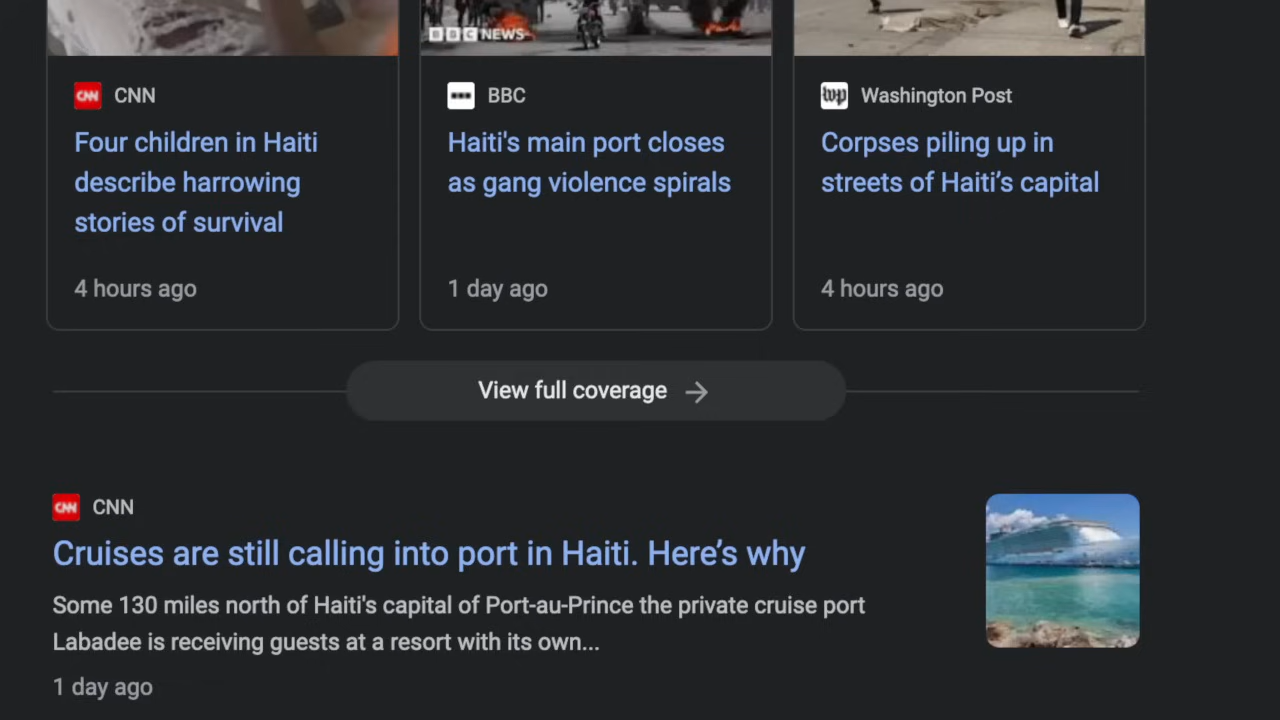 BBC NEWS
CNN
Four children in Haiti
describe harrowing
stories of survival
4 hours ago
BBC
Haiti's main port closes
as gang violence spirals
1 day ago
wp Washington Post
Corpses piling up in
streets of Haiti’s capital
4 hours ago
View full coverage →
CNN CNN
Cruises are still calling into port in Haiti. Here’s why
Some 130 miles north of Haiti's capital of Port-au-Prince the private cruise port
Labadee is receiving guests at a resort with its own...
1 day ago